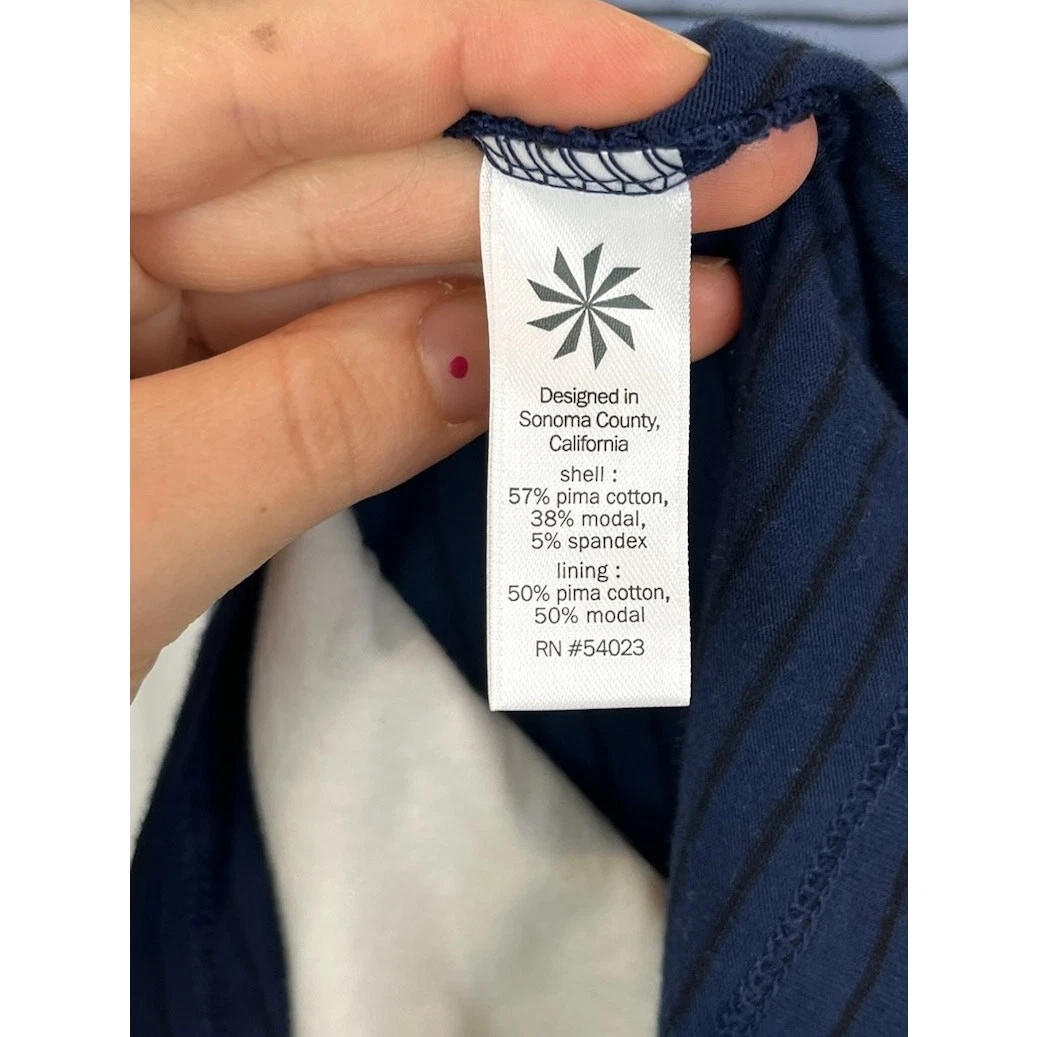 Designed in
Sonoma County,
California
shell :
57% pima cotton,
38% modal,
5% spandex
lining :
50% pima cotton,
50% modal
RN #54023